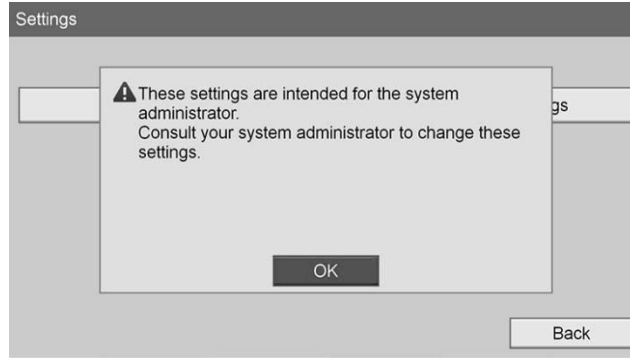 Settings
These settings are intended for the system
administrator.
Consult your system administrator to change these
settings.
gs
OK
Back